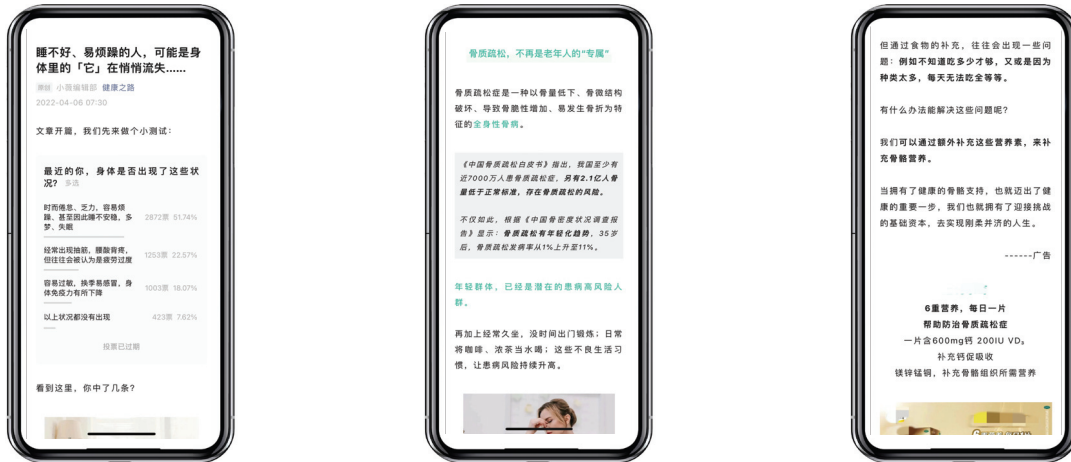 睡不好、易烦躁的人，可能是身
体里的「它」在悄悄流失......
原创 小薇编辑部 健康之路
2022-04-06 07:30
文章开篇，我们先来做个小测试：
最近的你，身体是否出现了这些状
况？ 多选
时而倦怠、乏力、容易烦
躁、甚至因此睡不安稳，多
梦、失眠
2872票 51.74%
经常出现抽筋，腰酸背疼，
但往往会被认为是疲劳过度
1253票 22.57%
容易过敏，换季易感冒，身
体免疫力有所下降
1003票 18.07%
以上状况都没有出现
423票 7.62%
投票已过期
看到这里，你中了几条？
骨质疏松，不再是老年人的“专属”
骨质疏松症是一种以骨量低下、骨微结构
破坏、导致骨脆性增加、易发生骨折为特
征的全身性骨病。
《中国骨质疏松白皮书》指出，我国至少有
近7000万人患骨质疏松症，另有2.1亿人骨
量低于正常标准，存在骨质疏松的风险。
不仅如此，根据《中国骨密度状况调查报
告》显示：骨质疏松有年轻化趋势，35岁
后，骨质疏松发病率从1%上升至11%。
年轻群体，已经是潜在的患病高风险人
群。
再加上经常久坐，没时间出门锻炼；日常
将咖啡、浓茶当水喝；这些不良生活习
惯，让患病风险持续升高。
但通过食物的补充，往往会出现一些问
题：例如不知道吃多少才够，又或是因为
种类太多，每天无法吃全等等。
有什么办法能解决这些问题呢？
我们可以通过额外补充这些营养素，来补
充骨骼营养。
当拥有了健康的骨骼支持，也就迈出了健
康的重要一步，我们也就拥有了迎接挑战
的基础资本，去实现刚柔并济的人生。
------广告
6重营养，每日一片
帮助防治骨质疏松症
一片含600mg钙 200IU VD₃
补充钙促吸收
镁锌锰铜，补充骨骼组织所需营养